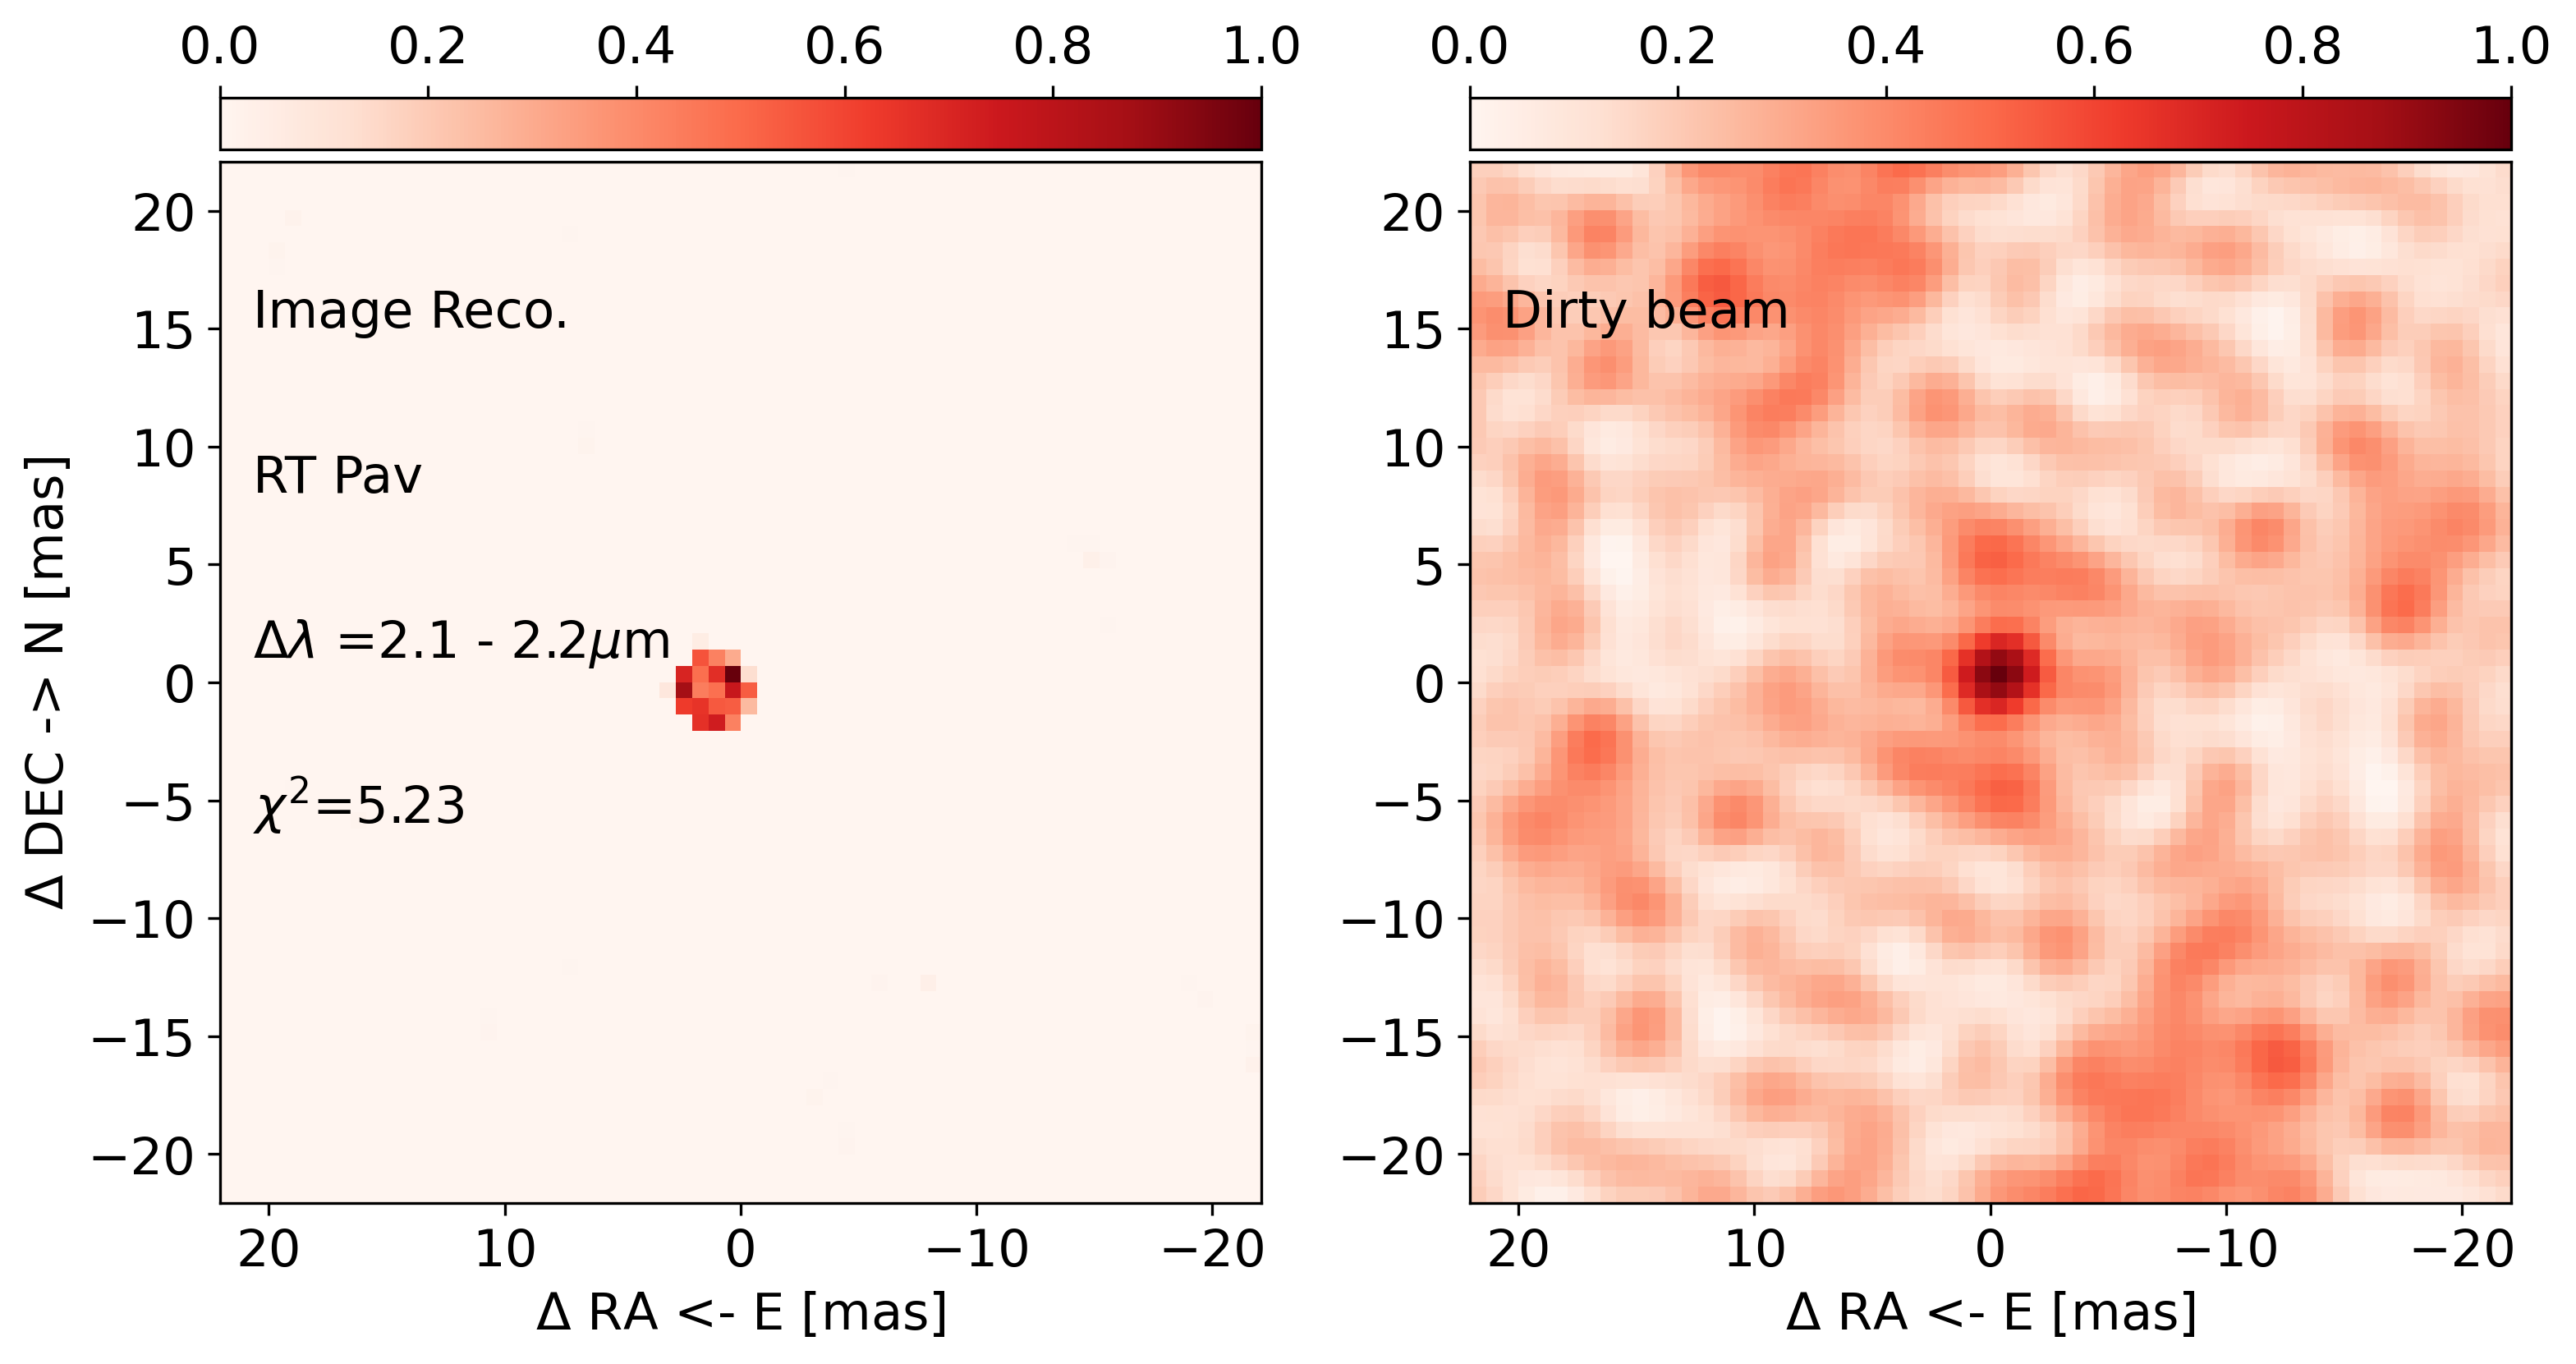 0.0 0.2 0.4 0.6 0.8 1.0
0.0 0.2 0.4 0.6 0.8 1.0
Δ DEC -> N [mas]
20
15
10
5
0
−5
−10
−15
−20
Image Reco.
RT Pav
Δλ =2.1 - 2.2μm
χ²=5.23
20 10 0 −10 −20
Δ RA <- E [mas]
20
15
10
5
0
−5
−10
−15
−20
Dirty beam
20 10 0 −10 −20
Δ RA <- E [mas]